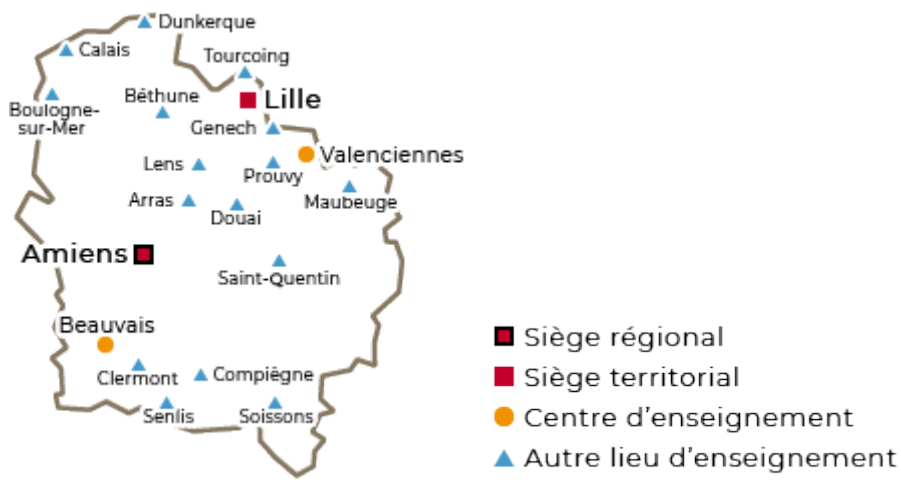 Dunkerque
Calais
Tourcoing
Lille
Béthune
Boulogne-
sur-Mer
Genech
Valenciennes
Lens
Prouvy
Maubeuge
Arras
Douai
Amiens
Saint-Quentin
Beauvais
Clermont
Compiègne
Senlis
Soissons
Siège régional
Siège territorial
Centre d'enseignement
Autre lieu d'enseignement